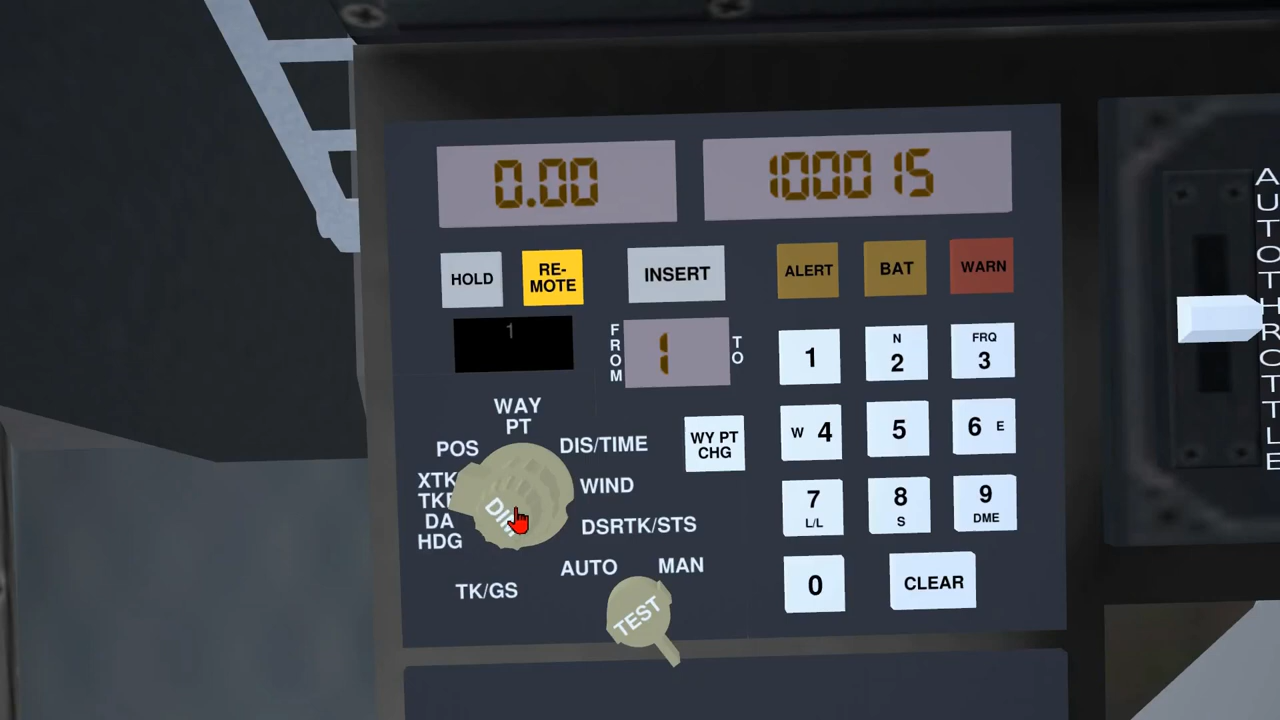 0.00
1000 15
HOLD
RE-
MOTE
INSERT
ALERT
BAT
WARN
1
FROM
1
TO
1
N
2
FRQ
3
WAY
PT
POS
DIS/TIME
WY PT
CHG
W 4
5
6 E
XTK
WIND
DA
HDG
DSRTK/STS
7
L/L
8
S
9
DME
AUTO
MAN
TK/GS
TEST
0
CLEAR
AUTOTHROTTLE